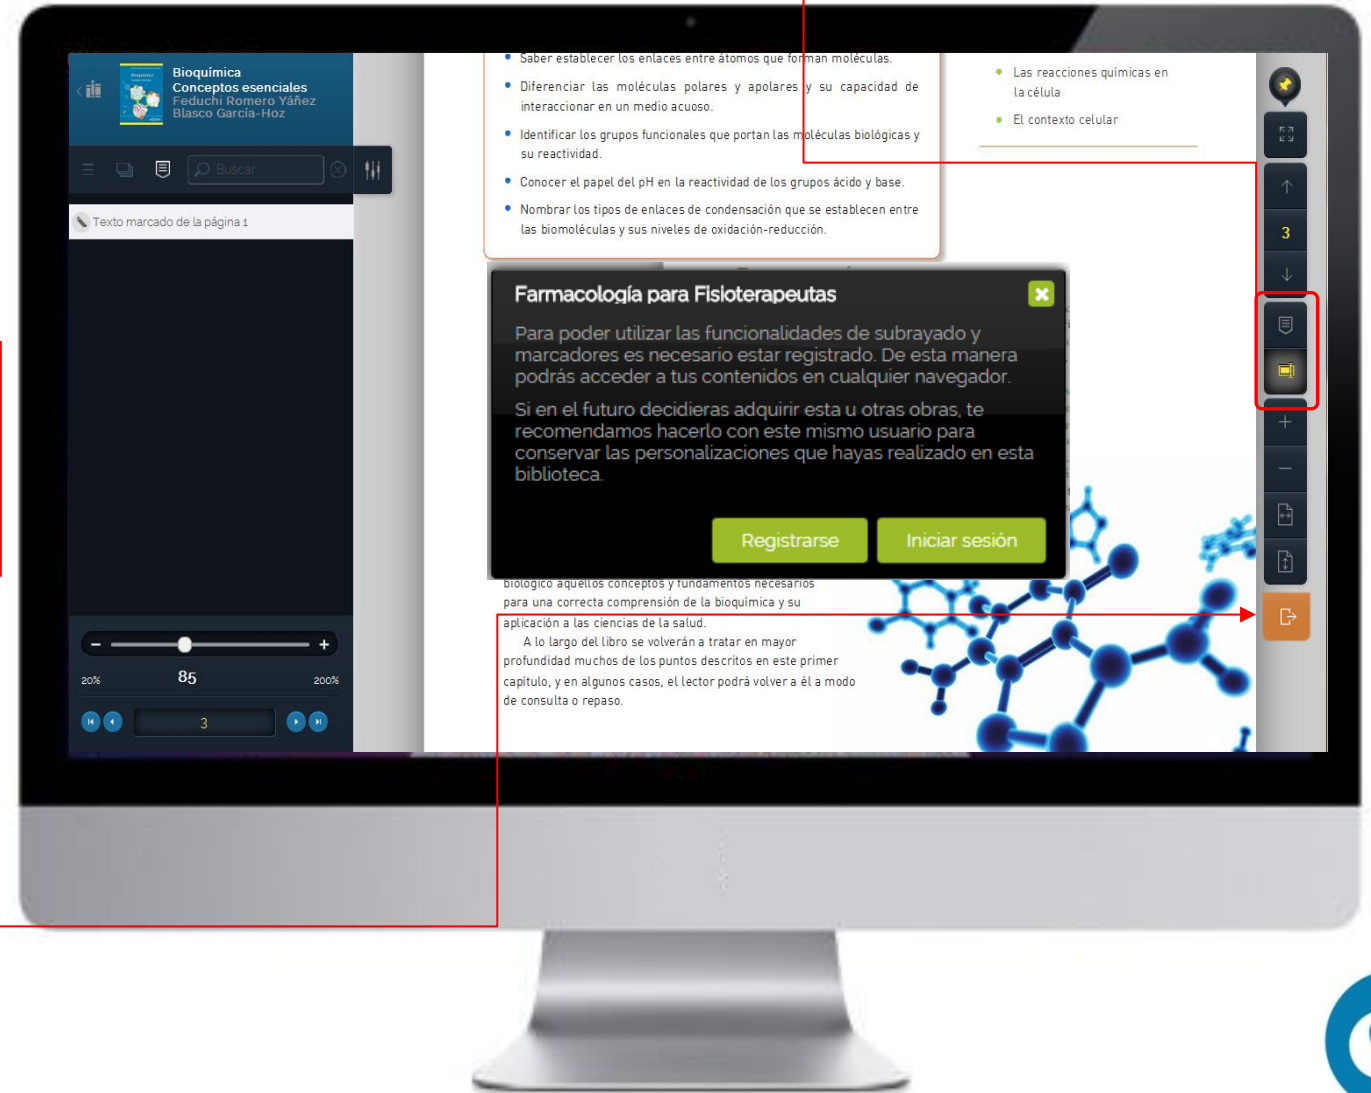 Bioquímica
Conceptos esenciales
Feduchi Romero Yáñez
Blasco García-Hoz
Buscar
Texto marcado de la página 1
20%
85
200%
3
Saber establecer los enlaces entre átomos que forman moléculas.
Diferenciar las moléculas polares y apolares y su capacidad de
interaccionar en un medio acuoso.
Identificar los grupos funcionales que portan las moléculas biológicas y
su reactividad.
Conocer el papel del pH en la reactividad de los grupos ácido y base.
Nombrar los tipos de enlaces de condensación que se establecen entre
las biomoléculas y sus niveles de oxidación-reducción.
Las reacciones químicas en
la célula
El contexto celular
Farmacología para Fisioterapeutas
Para poder utilizar las funcionalidades de subrayado y
marcadores es necesario estar registrado. De esta manera
podrás acceder a tus contenidos en cualquier navegador.
Si en el futuro decidieras adquirir esta u otras obras, te
recomendamos hacerlo con este mismo usuario para
conservar las personalizaciones que hayas realizado en esta
biblioteca.
Registrarse
Iniciar sesión
biológico aquellos conceptos y fundamentos necesarios
para una correcta comprensión de la bioquímica y su
aplicación a las ciencias de la salud.
A lo largo del libro se volverán a tratar en mayor
profundidad muchos de los puntos descritos en este primer
capítulo, y en algunos casos, el lector podrá volver a él a modo
de consulta o repaso.
3